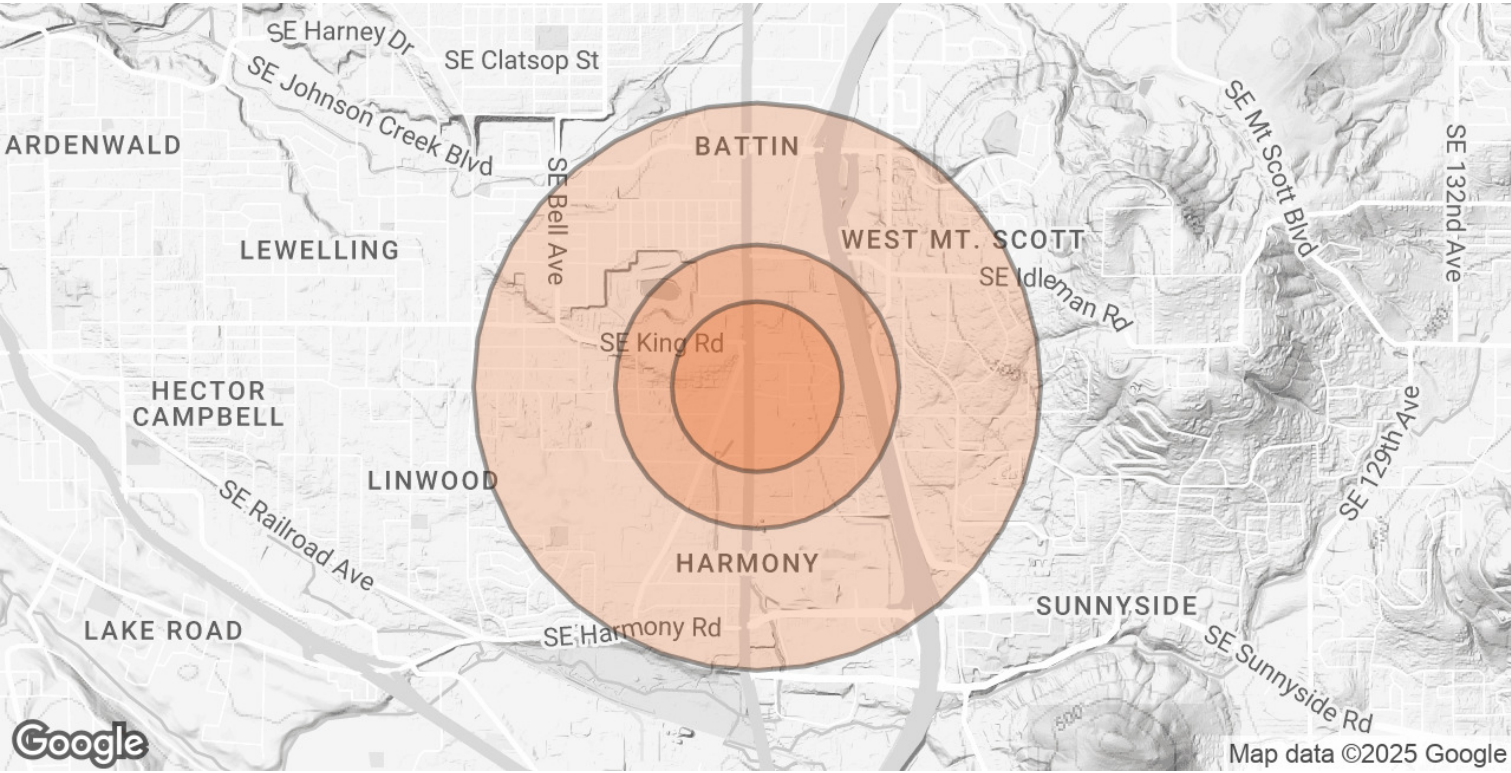 SE Harney Dr
SE Clatsop St
SE Johnson Creek Blvd
SE Mt Scott Blvd
ARDENWALD
BATTIN
SE 132nd Ave
SE Bell Ave
LEWELLING
WEST MT. SCOTT
SE Idleman Rd
SE King Rd
HECTOR
CAMPBELL
SE 129th Ave
LINWOOD
SE Railroad Ave
HARMONY
SUNNYSIDE
LAKE ROAD
SE Harmony Rd
SE Sunnyside Rd
500
Google
Map data ©2025 Google